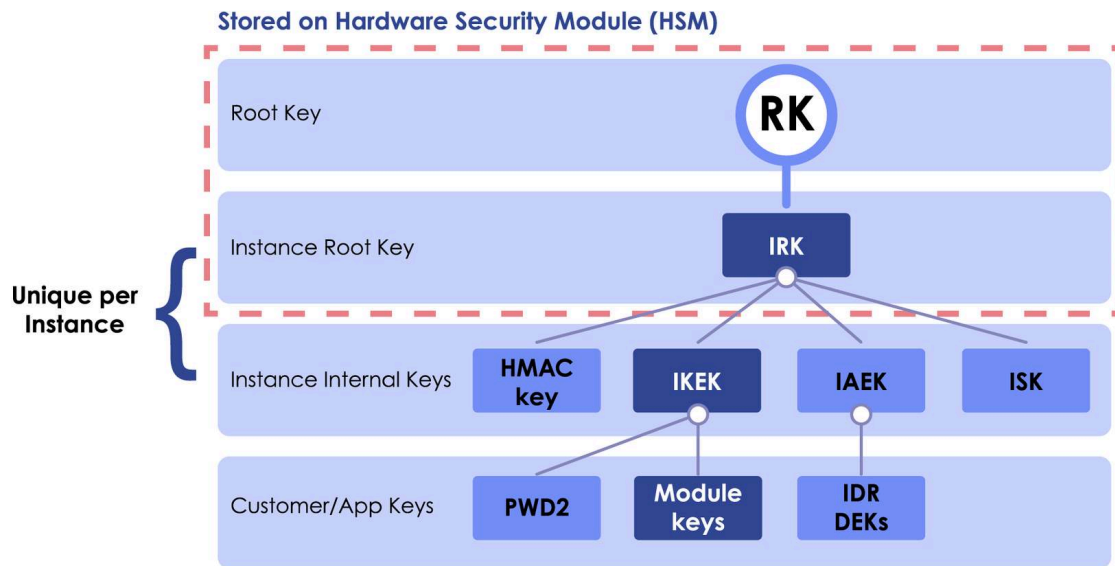 Stored on Hardware Security Module (HSM)
Root Key
RK
Instance Root Key
IRK
Unique per
Instance
Instance Internal Keys
HMAC
key
IKEK
IAEK
ISK
Customer/App Keys
PWD2
Module
keys
IDR
DEKs